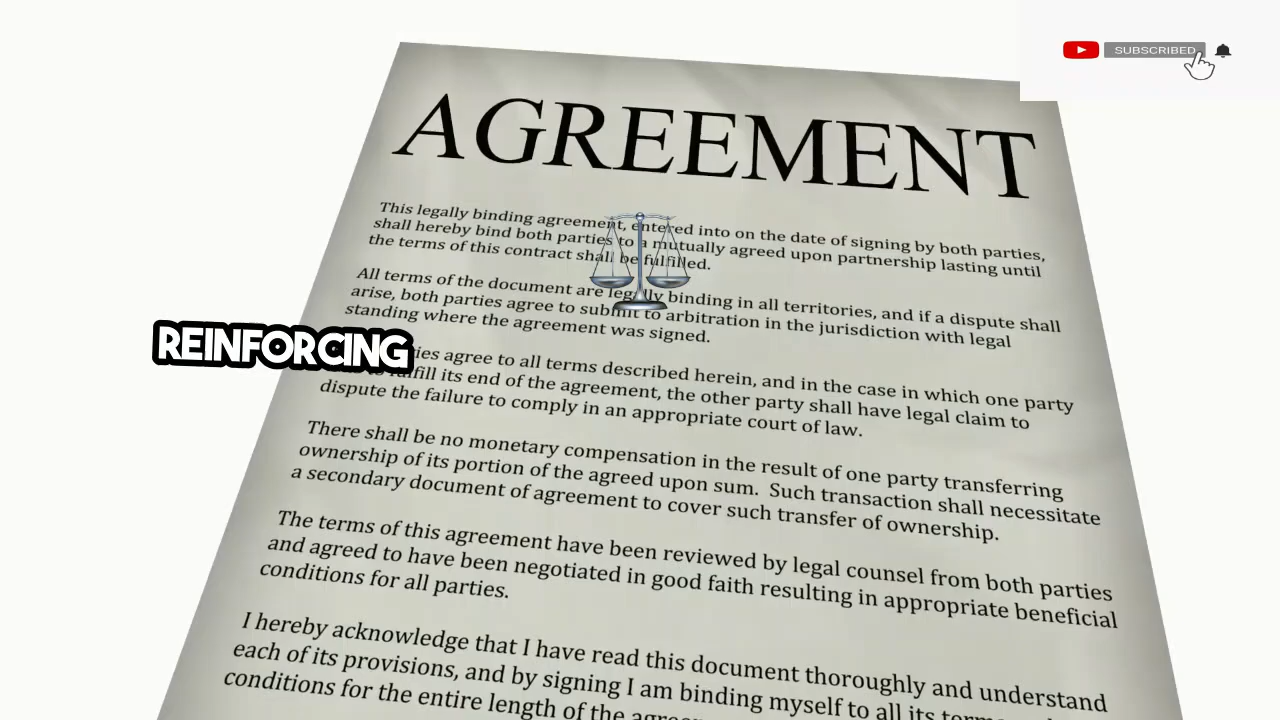 SUBSCRIBED
AGREEMENT
This legally binding agreement, entered into on the date of signing by both parties,
shall hereby bind both parties to a mutually agreed upon partnership lasting until
the terms of this contract shall be fulfilled.
All terms of the document are legally binding in all territories, and if a dispute shall
arise, both parties agree to submit to arbitration in the jurisdiction with legal
standing where the agreement was signed.
REINFORCING
agree to all terms described herein, and in the case in which one party
fulfill its end of the agreement, the other party shall have legal claim to
dispute the failure to comply in an appropriate court of law.
There shall be no monetary compensation in the result of one party transferring
ownership of its portion of the agreed upon sum. Such transaction shall necessitate
a secondary document of agreement to cover such transfer of ownership.
The terms of this agreement have been reviewed by legal counsel from both parties
and agreed to have been negotiated in good faith resulting in appropriate beneficial
conditions for all parties.
I hereby acknowledge that I have read this document thoroughly and understand
each of its provisions, and by signing I am binding myself to all its
conditions for the entire length of the